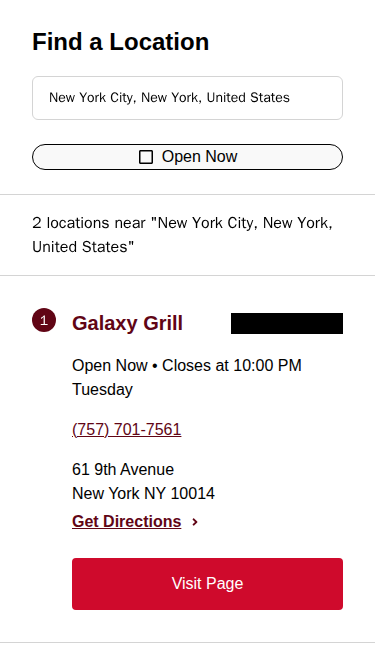 Find a Location
New York City, New York, United States
Open Now
2 locations near "New York City, New York,
United States"
1
Galaxy Grill
Open Now • Closes at 10:00 PM
Tuesday
(757) 701-7561
61 9th Avenue
New York NY 10014
Get Directions
Visit Page